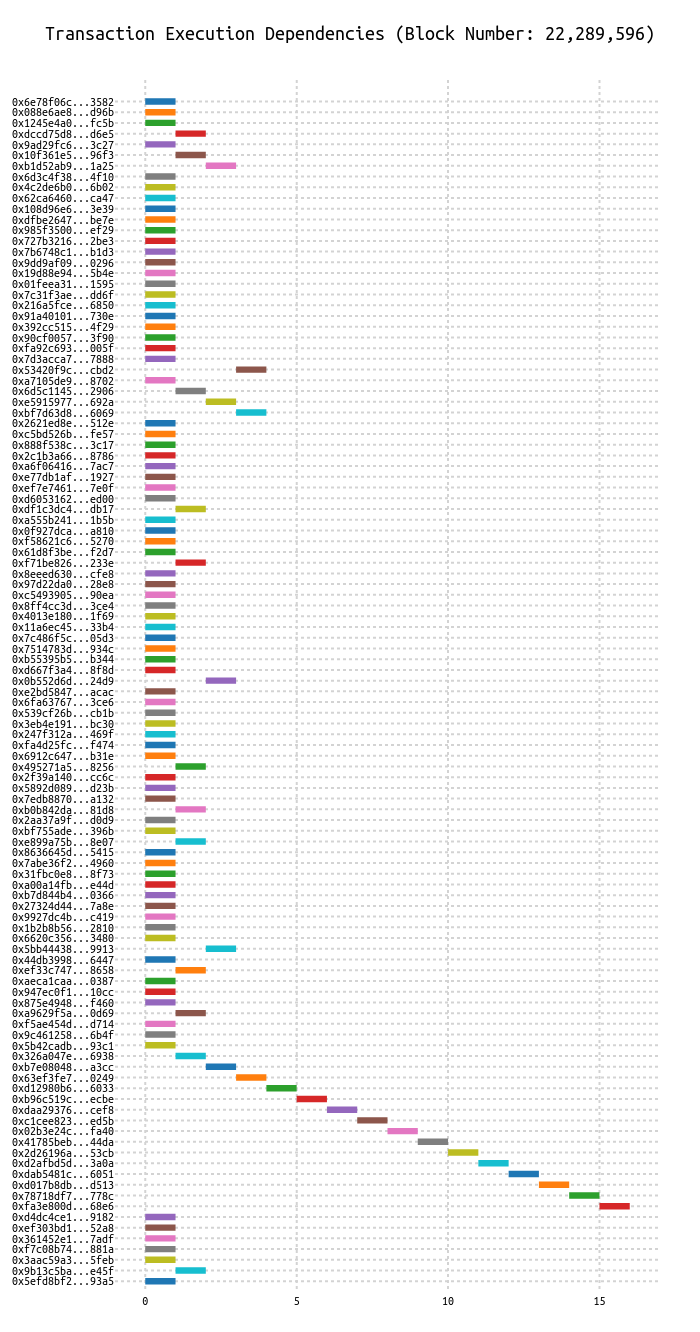 Transaction Execution Dependencies (Block Number: 22,289,596)
0x6e78f06c...3582
0x088e6ae8...d96b
0x1245e4a0...fc5b
0xdccd75d8...d6e5
0x9ad29fc6...3c27
0x10f361e5...96f3
0xb1d52ab9...1a25
0x6d3c4f38...4f10
0x4c2de6b0...6b02
0x62ca6460...ca47
0x108d96e6...3e39
0xdfbe2647...be7e
0x985f3500...ef29
0x727b3216...2be3
0x7b6748c1...b1d3
0x9dd9af09...0296
0x19d88e94...5b4e
0x01feea31...1595
0x7c31f3ae...dd6f
0x216a5fce...6850
0x91a40101...730e
0x392cc515...4f29
0x90cf0057...3f90
0xfa92c693...005f
0x7d3acca7...7888
0x53420f9c...cbd2
0xa7105de9...8702
0x6d5c1145...2906
0xe5915977...692a
0xbf7d63d8...6069
0x2621ed8e...512e
0xc5bd526b...fe57
0x888f538c...3c17
0x2c1b3a66...8786
0xa6f06416...7ac7
0xe77db1af...1927
0xef7e7461...7e0f
0xd6053162...ed00
0xdf1c3dc4...db17
0xa555b241...1b5b
0x0f927dca...a810
0xf58621c6...5270
0x61d8f3be...f2d7
0xf71be826...233e
0x8eeed630...cfe8
0x97d22da0...28e8
0xc5493905...90ea
0x8ff4cc3d...3ce4
0x4013e180...1f69
0x11a6ec45...33b4
0x7c486f5c...05d3
0x7514783d...934c
0xb55395b5...b344
0xd667f3a4...8f8d
0x0b552d6d...24d9
0xe2bd5847...acac
0x6fa63767...3ce6
0x539cf26b...cb1b
0x3eb4e191...bc30
0x247f312a...469f
0xfa4d25fc...f474
0x6912c647...b31e
0x495271a5...8256
0x2f39a140...cc6c
0x5892d089...d23b
0x7edb8870...a132
0xb0b842da...81d8
0x2aa37a9f...d0d9
0xbf755ade...396b
0xe899a75b...8e07
0x8636645d...5415
0x7abe36f2...4960
0x31fbc0e8...8f73
0xa00a14fb...e44d
0xb7d844b4...0366
0x27324d44...7a8e
0x9927dc4b...c419
0x1b2b8b56...2810
0x6620c356...3480
0x5bb44438...9913
0x44db3998...6447
0xef33c747...8658
0xaeca1caa...0387
0x947ec0f1...10cc
0x875e4948...f460
0xa9629f5a...0d69
0xf5ae454d...d714
0x9c461258...6b4f
0x5b42cadb...93c1
0x326a047e...6938
0xb7e08048...a3cc
0x63ef3fe7...0249
0xd12980b6...6033
0xb96c519c...ecbe
0xdaa29376...cef8
0xc1cee823...ed5b
0x02b3e24c...fa40
0x41785beb...44da
0x2d26196a...53cb
0xd2afbd5d...3a0a
0xdab5481c...6051
0xd017b8db...d513
0x78718df7...778c
0xfa3e800d...68e6
0xd4dc4ce1...9182
0xef303bd1...52a8
0x361452e1...7adf
0xf7c08b74...881a
0x3aac59a3...5feb
0x9b13c5ba...e45f
0x5efd8bf2...93a5
0 5 10 15